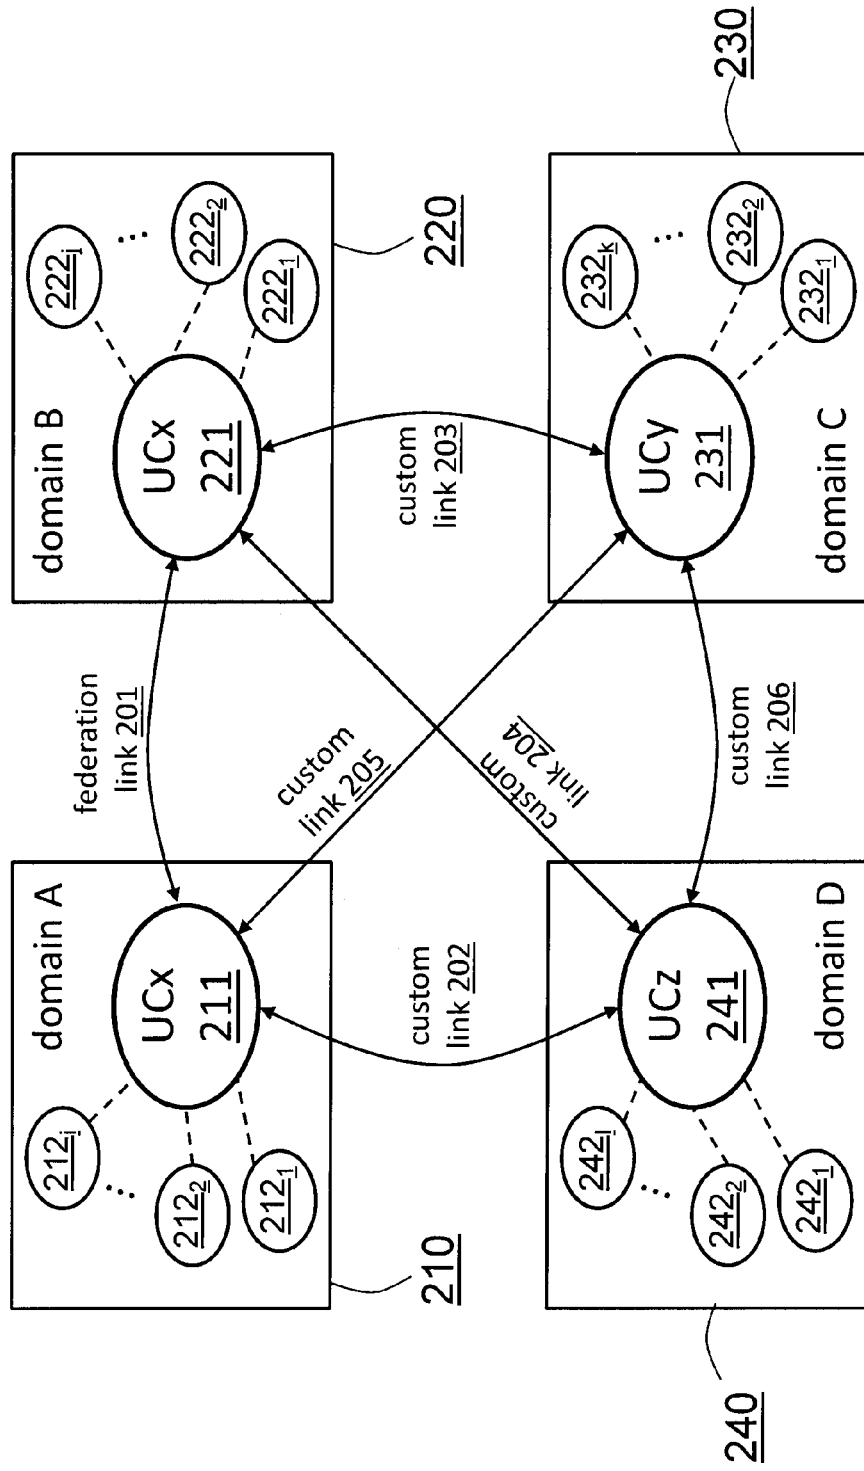 domain A
UCx
211
212i
...
212₂
212₁
210
federation
link 201
domain B
UCx
221
222j
...
222₂
222₁
220
custom
link 202
custom
link 205
custom
link 204
custom
link 203
UCz
241
242l
...
242₂
242₁
domain D
240
custom
link 206
UCy
231
232k
...
232₂
232₁
domain C
230